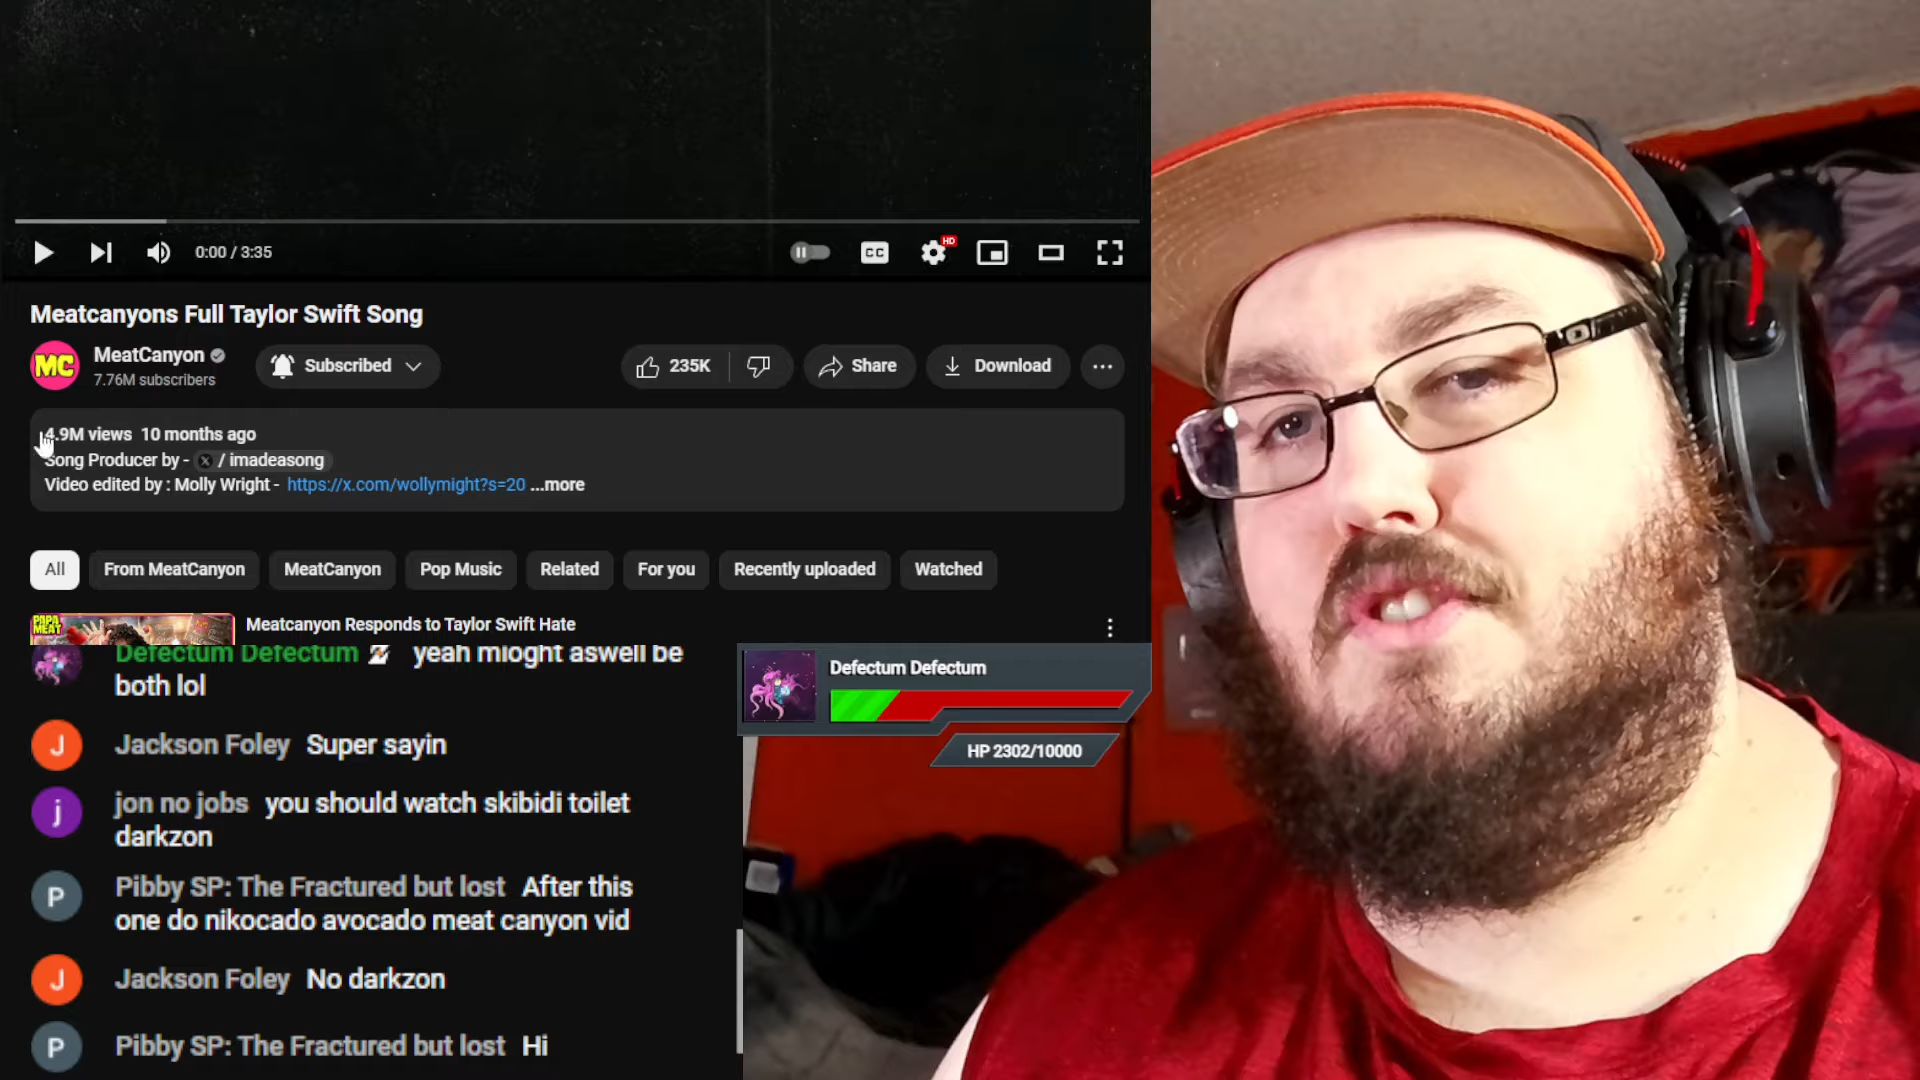 0:00 / 3:35
CC
HD
Meatcanyons Full Taylor Swift Song
MC
MeatCanyon
7.76M subscribers
Subscribed
235K
Share
Download
4.9M views 10 months ago
Song Producer by - X / imadeasong
Video edited by : Molly Wright - https://x.com/wollymight?s=20 ...more
All
From MeatCanyon
MeatCanyon
Pop Music
Related
For you
Recently uploaded
Watched
PAPA
MEAT
Meatcanyon Responds to Taylor Swift Hate
Defectum Defectum yeah mioght aswell be
both lol
J Jackson Foley Super sayin
j jon no jobs you should watch skibidi toilet
darkzon
P Pibby SP: The Fractured but lost After this
one do nikocado avocado meat canyon vid
J Jackson Foley No darkzon
P Pibby SP: The Fractured but lost Hi
Defectum Defectum
HP 2302/10000